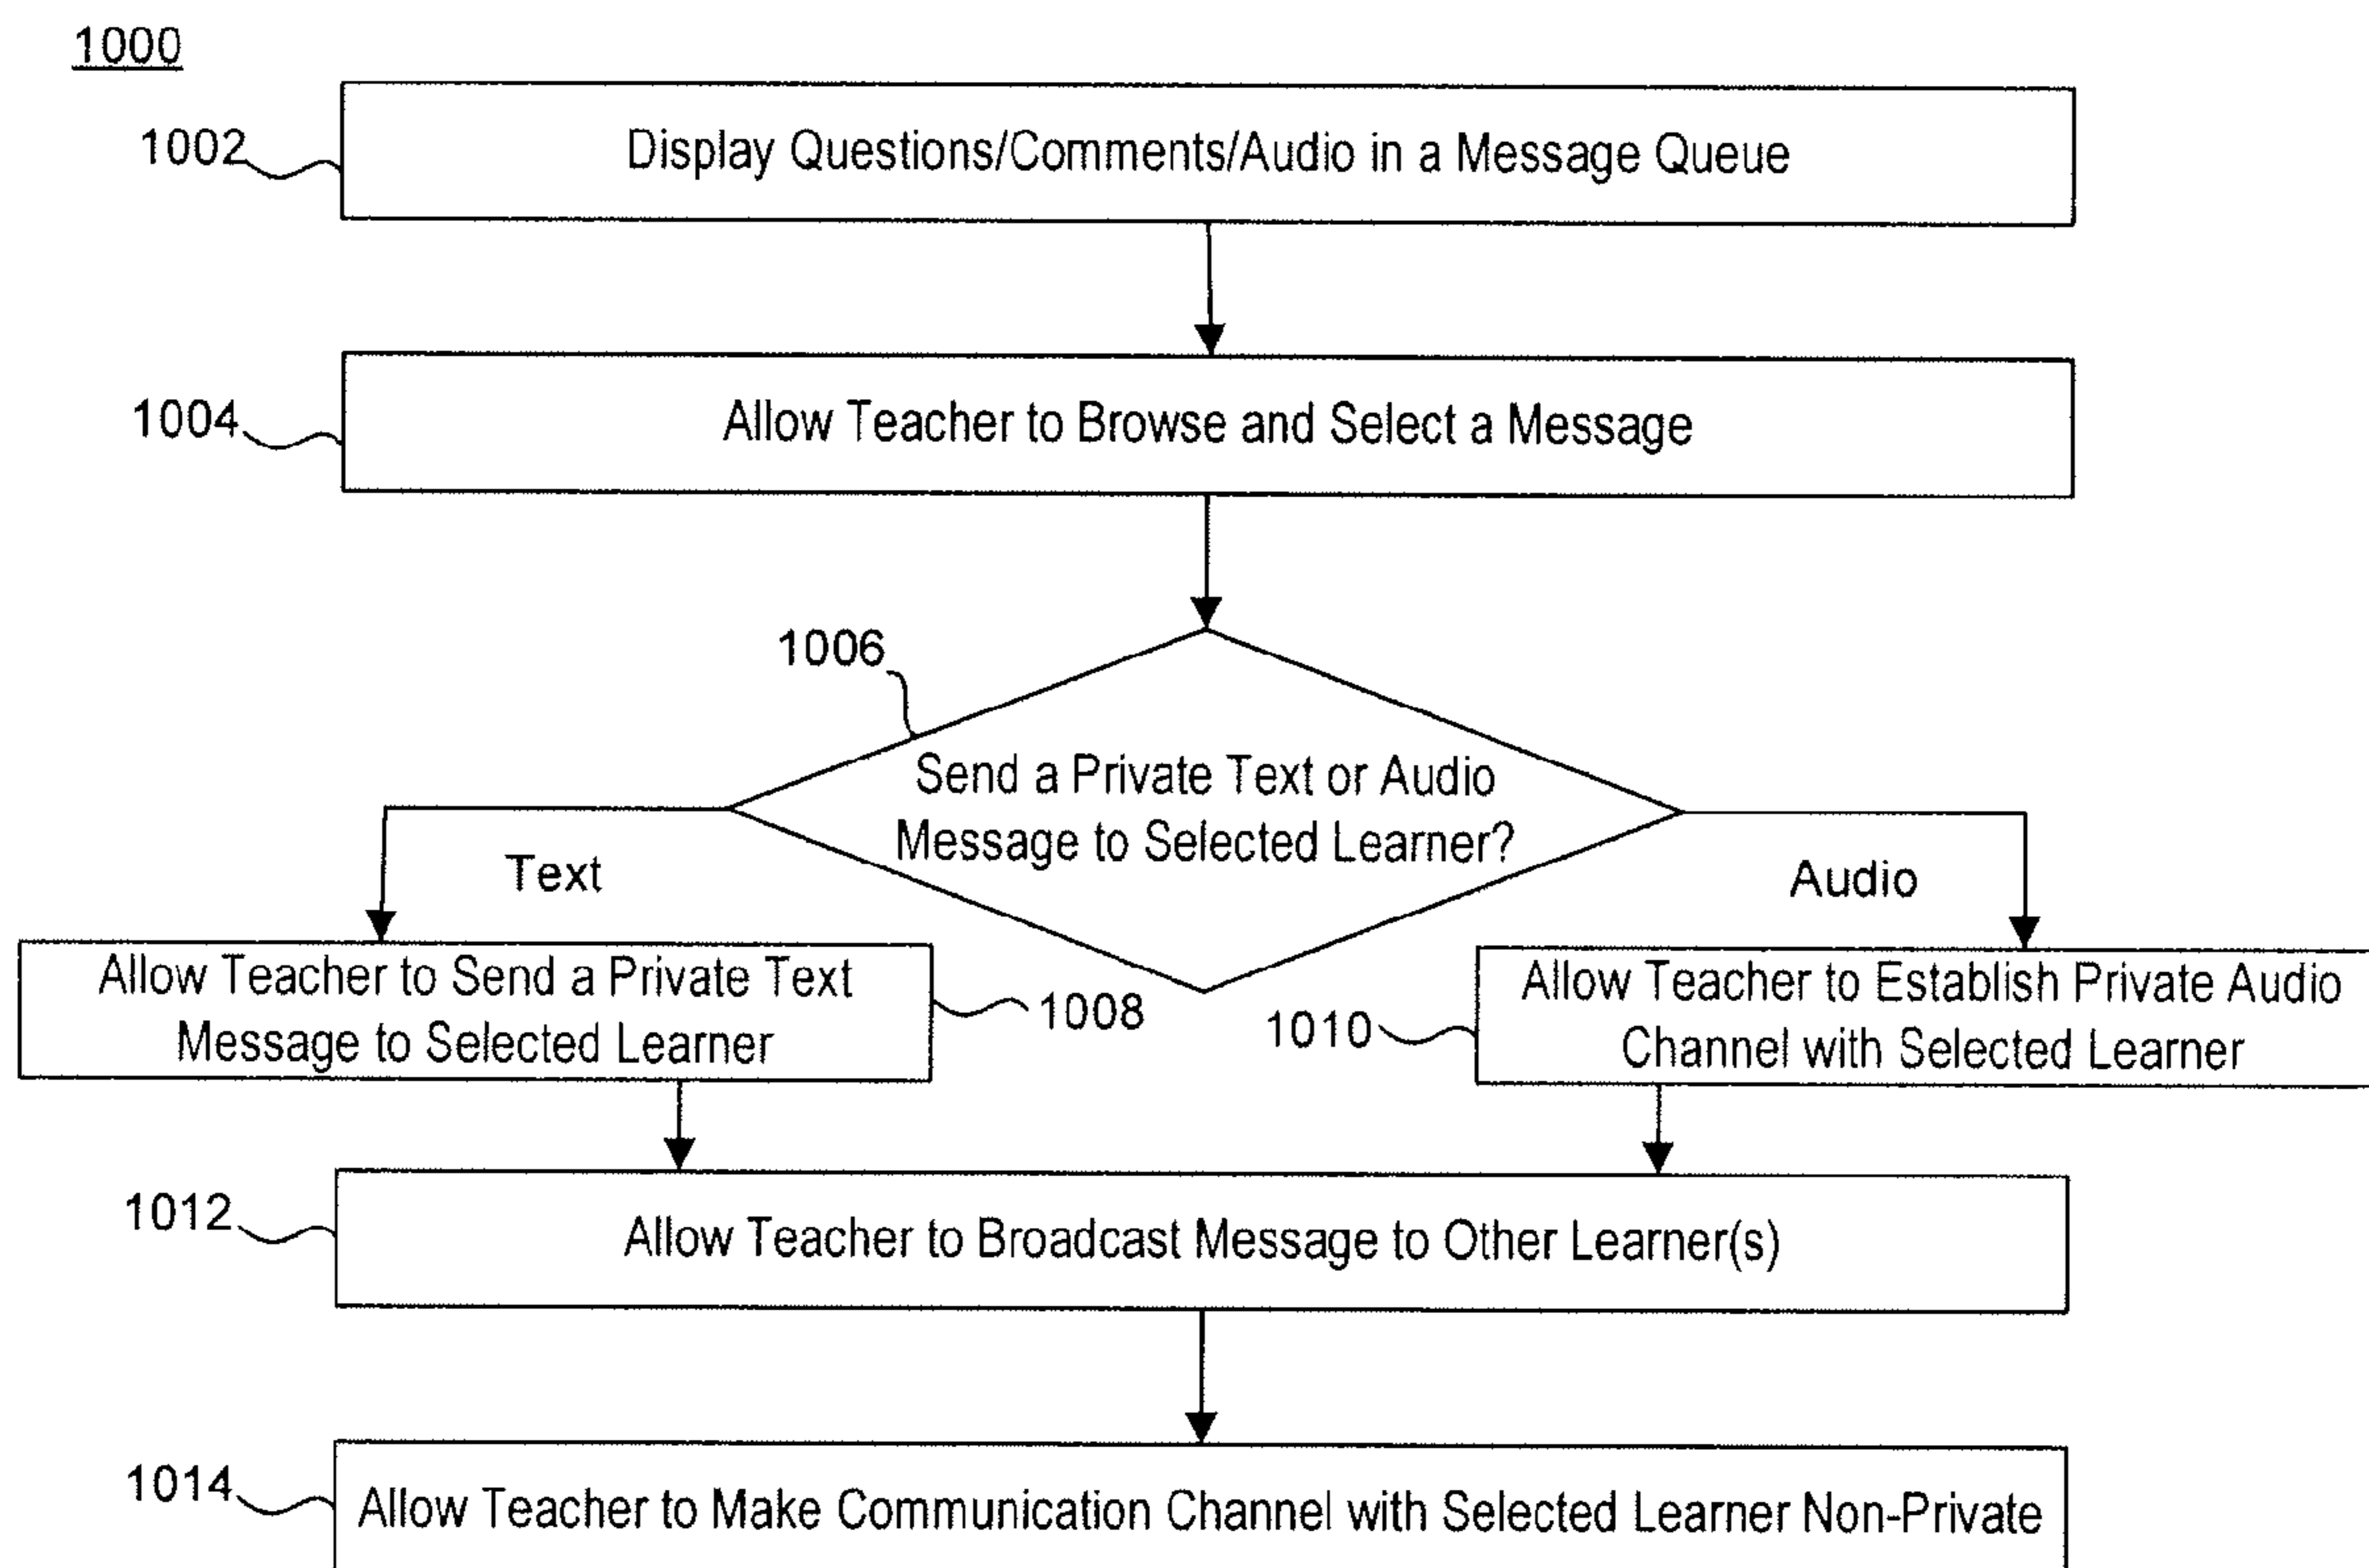 1000
1002
Display Questions/Comments/Audio in a Message Queue
1004
Allow Teacher to Browse and Select a Message
1006
Send a Private Text or Audio
Message to Selected Learner?
Text
Audio
Allow Teacher to Send a Private Text
Message to Selected Learner
1008
1010
Allow Teacher to Establish Private Audio
Channel with Selected Learner
1012
Allow Teacher to Broadcast Message to Other Learner(s)
1014
Allow Teacher to Make Communication Channel with Selected Learner Non-Private